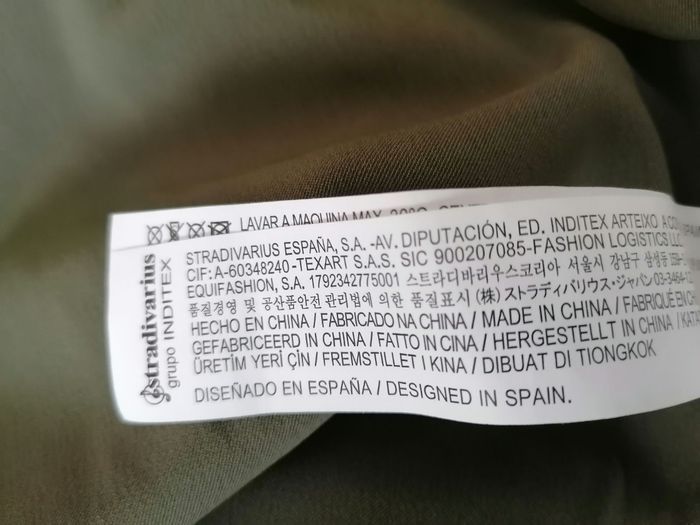 LAVAR A MAQUINA MAX. 30ºC.
stradivarius
grupo INDITEX
STRADIVARIUS ESPAÑA, S.A. -AV. DIPUTACIÓN, ED. INDITEX ARTEIXO A
CIF: A-60348240-TEXART S.A.S. SIC 900207085-FASHION LOGISTICS LLC
EQUIFASHION, S.A. 1792342775001 스트라디바리우스코리아 서울시 강남구 삼성동
품질경영 및 공산품안전 관리법에 의한 품질표시 (株) ストラディバリウス・ジャパン
HECHO EN CHINA / FABRICADO NA CHINA / MADE IN CHINA / FABRIQUÉ EN
GEFABRICEERD IN CHINA / FATTO IN CINA / HERGESTELLT IN CHINA /
ÜRETİM YERİ ÇİN / FREMSTILLET I KINA / DIBUAT DI TIONGKOK
DISEÑADO EN ESPAÑA / DESIGNED IN SPAIN.